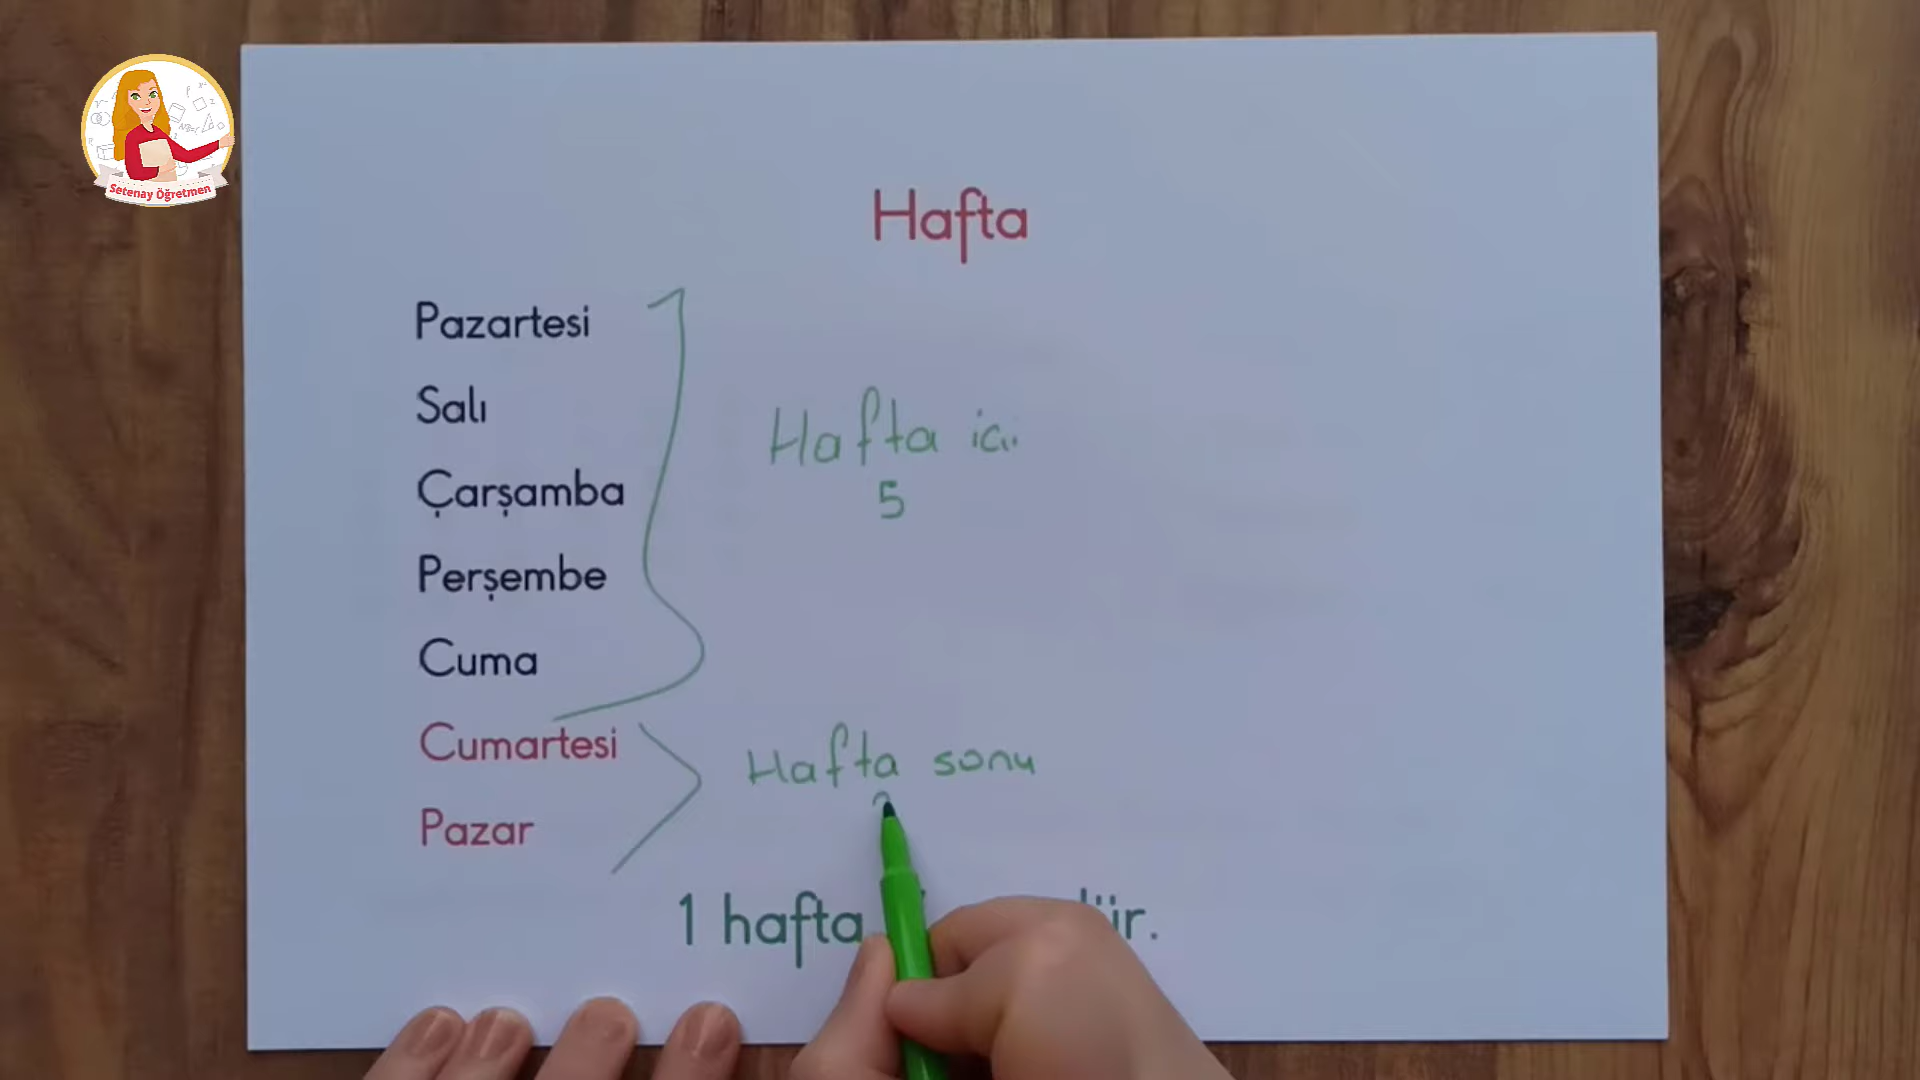 Setenay Öğretmen
Hafta
Pazartesi
Salı
Çarşamba
Perşembe
Cuma
Cumartesi
Pazar
Hafta içi
5
Hafta sonu
1 hafta